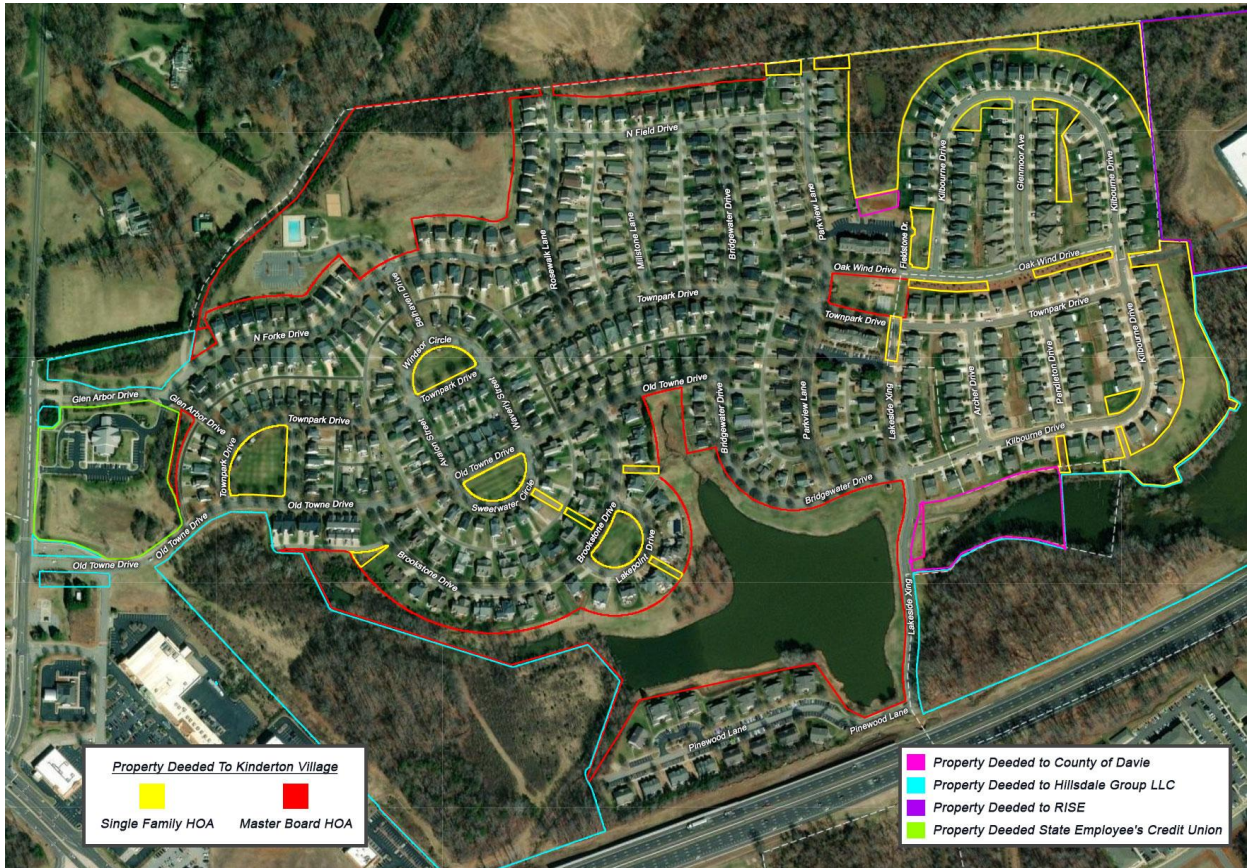 N Field Drive
Kilbourne Drive
Glenmoor Ave
Kilbourne Drive
Rosewalk Lane
Millstone Lane
Bridgewater Drive
Parkview Lane
Fieldstone Dr.
Oak Wind Drive
Oak Wind Drive
Belhaven Drive
Townpark Drive
Townpark Drive
Townpark Drive
N Forke Drive
Windsor Circle
Townpark Drive
Waverly Street
Old Towne Drive
Bridgewater Drive
Parkview Lane
Lakeside Xing
Archer Drive
Pendleton Drive
Kilbourne Drive
Glen Arbor Drive
Glen Arbor Drive
Townpark Drive
Townpark Drive
Avalon Street
Old Towne Drive
Kilbourne Drive
Old Towne Drive
Sweetwater Circle
Bridgewater Drive
Old Towne Drive
Brookstone Drive
Lakepoint Drive
Old Towne Drive
Brookstone Drive
Lakeside Xing
Pinewood Lane
Pinewood Lane
Property Deeded To Kinderton Village
Single Family HOA
Master Board HOA
Property Deeded to County of Davie
Property Deeded to Hillsdale Group LLC
Property Deeded to RISE
Property Deeded State Employee's Credit Union